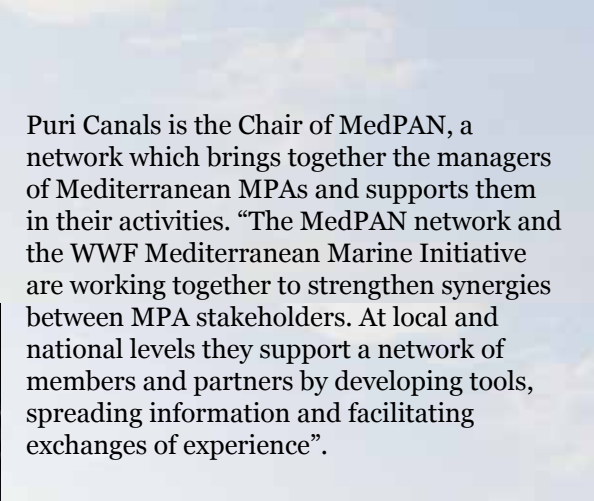 Puri Canals is the Chair of MedPAN, a
network which brings together the managers
of Mediterranean MPAs and supports them
in their activities. “The MedPAN network and
the WWF Mediterranean Marine Initiative
are working together to strengthen synergies
between MPA stakeholders. At local and
national levels they support a network of
members and partners by developing tools,
spreading information and facilitating
exchanges of experience”.